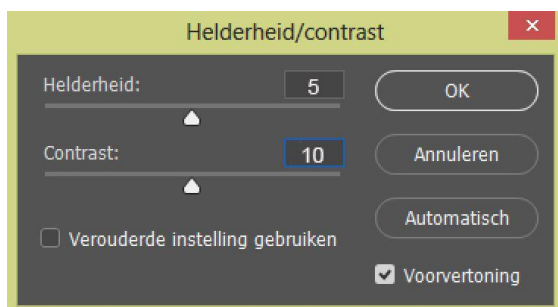 Helderheid/contrast
Helderheid: 5
OK
Contrast: 10
Annuleren
Automatisch
Verouderde instelling gebruiken
Voorvertoning